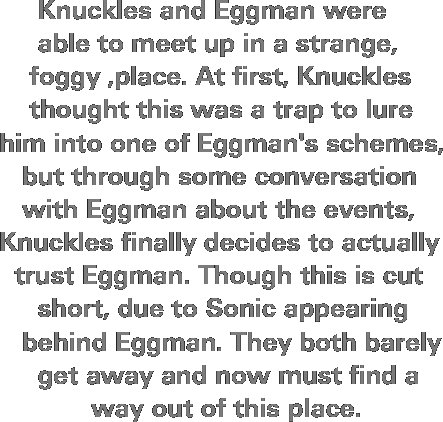 Knuckles and Eggman were
able to meet up in a strange,
foggy ,place. At first, Knuckles
thought this was a trap to lure
him into one of Eggman's schemes,
but through some conversation
with Eggman about the events,
Knuckles finally decides to actually
trust Eggman. Though this is cut
short, due to Sonic appearing
behind Eggman. They both barely
get away and now must find a
way out of this place.